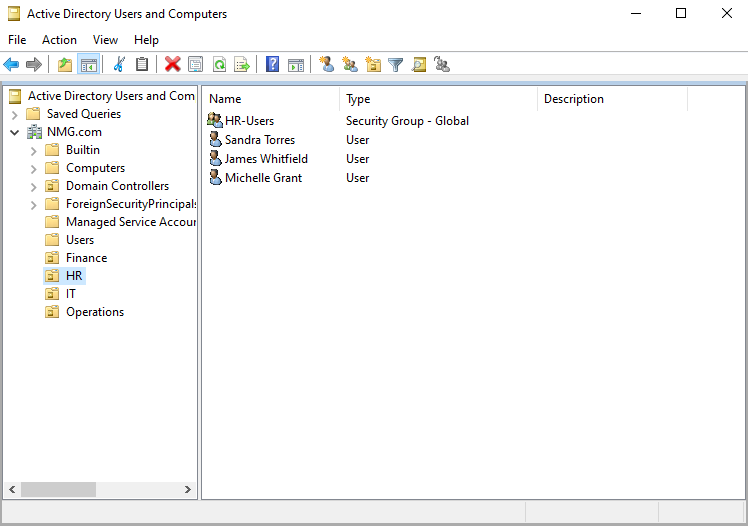 Active Directory Users and Computers
File Action View Help
Active Directory Users and Com
Saved Queries
NMG.com
Builtin
Computers
Domain Controllers
ForeignSecurityPrincipals
Managed Service Accour
Users
Finance
HR
IT
Operations
Name Type Description
HR-Users Security Group - Global
Sandra Torres User
James Whitfield User
Michelle Grant User